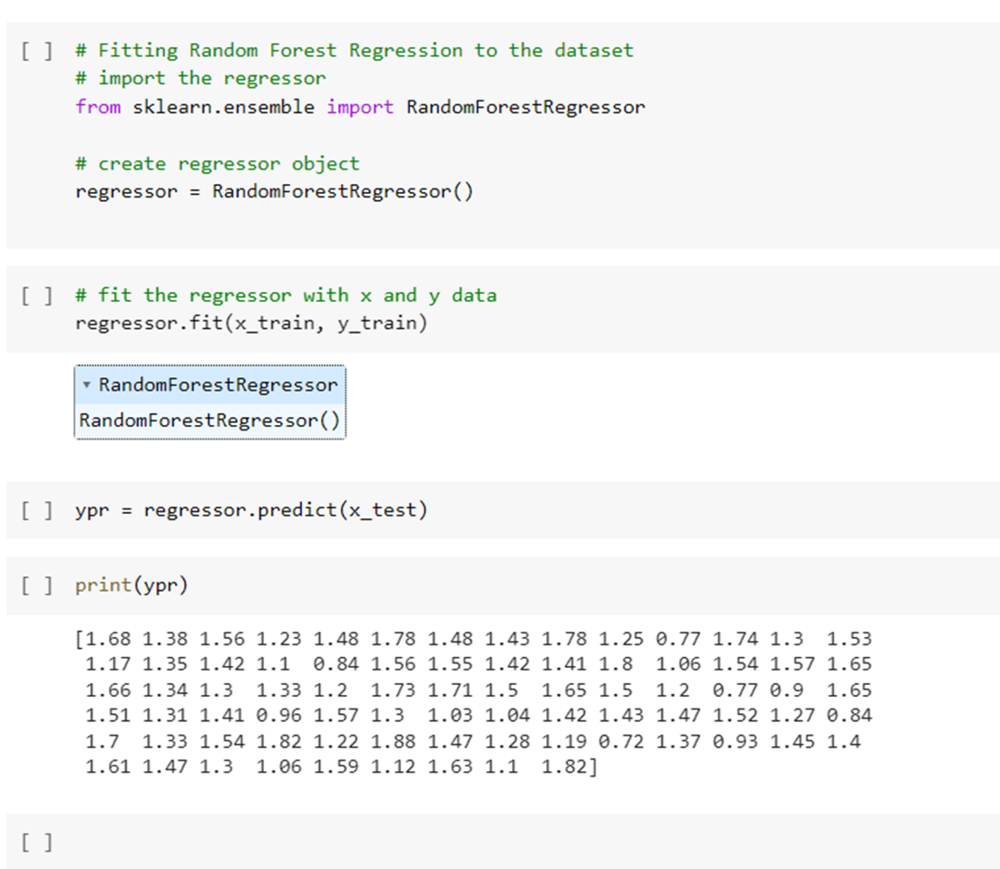 [ ] # Fitting Random Forest Regression to the dataset
# import the regressor
from sklearn.ensemble import RandomForestRegressor
# create regressor object
regressor = RandomForestRegressor()
[ ] # fit the regressor with x and y data
regressor.fit(x_train, y_train)
▾ RandomForestRegressor
RandomForestRegressor()
[ ] ypr = regressor.predict(x_test)
[ ] print(ypr)
[1.68 1.38 1.56 1.23 1.48 1.78 1.48 1.43 1.78 1.25 0.77 1.74 1.3  1.53
1.17 1.35 1.42 1.1  0.84 1.56 1.55 1.42 1.41 1.8  1.06 1.54 1.57 1.65
1.66 1.34 1.3  1.33 1.2  1.73 1.71 1.5  1.65 1.5  1.2  0.77 0.9  1.65
1.51 1.31 1.41 0.96 1.57 1.3  1.03 1.04 1.42 1.43 1.47 1.52 1.27 0.84
1.7  1.33 1.54 1.82 1.22 1.88 1.47 1.28 1.19 0.72 1.37 0.93 1.45 1.4
1.61 1.47 1.3  1.06 1.59 1.12 1.63 1.1  1.82]
[ ]